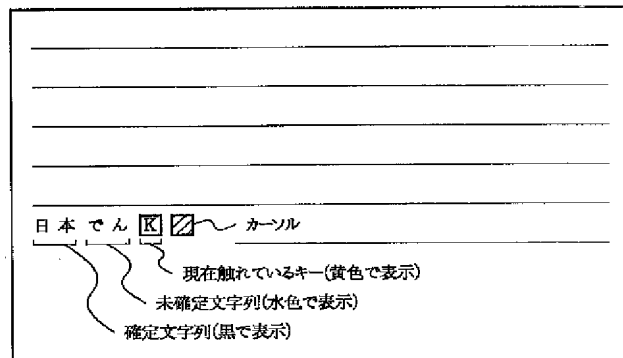 日本 でん K カーソル
現在触れているキー(黄色で表示)
未確定文字列(水色で表示)
確定文字列(黒で表示)